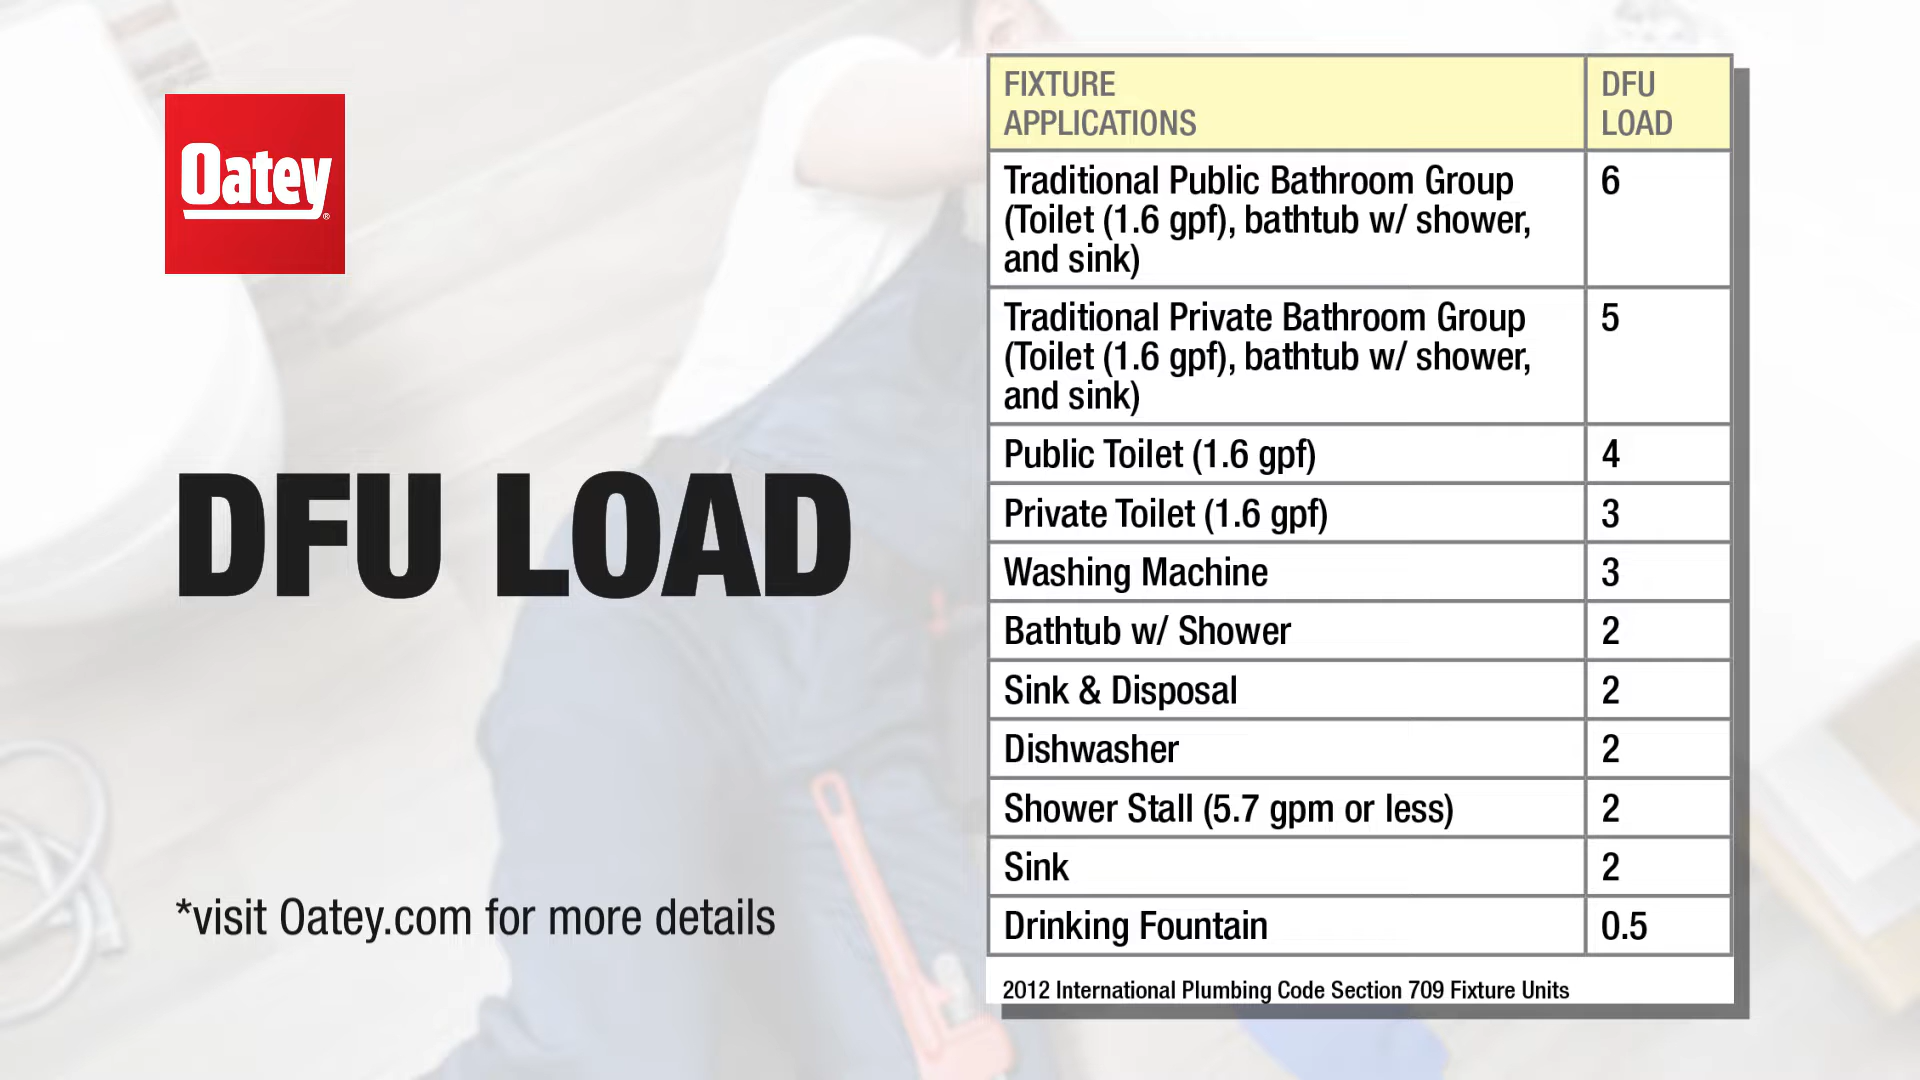 Oatey®
DFU LOAD
*visit Oatey.com for more details
FIXTURE
APPLICATIONS
DFU
LOAD
Traditional Public Bathroom Group
(Toilet (1.6 gpf), bathtub w/ shower,
and sink)
6
Traditional Private Bathroom Group
(Toilet (1.6 gpf), bathtub w/ shower,
and sink)
5
Public Toilet (1.6 gpf)
4
Private Toilet (1.6 gpf)
3
Washing Machine
3
Bathtub w/ Shower
2
Sink & Disposal
2
Dishwasher
2
Shower Stall (5.7 gpm or less)
2
Sink
2
Drinking Fountain
0.5
2012 International Plumbing Code Section 709 Fixture Units